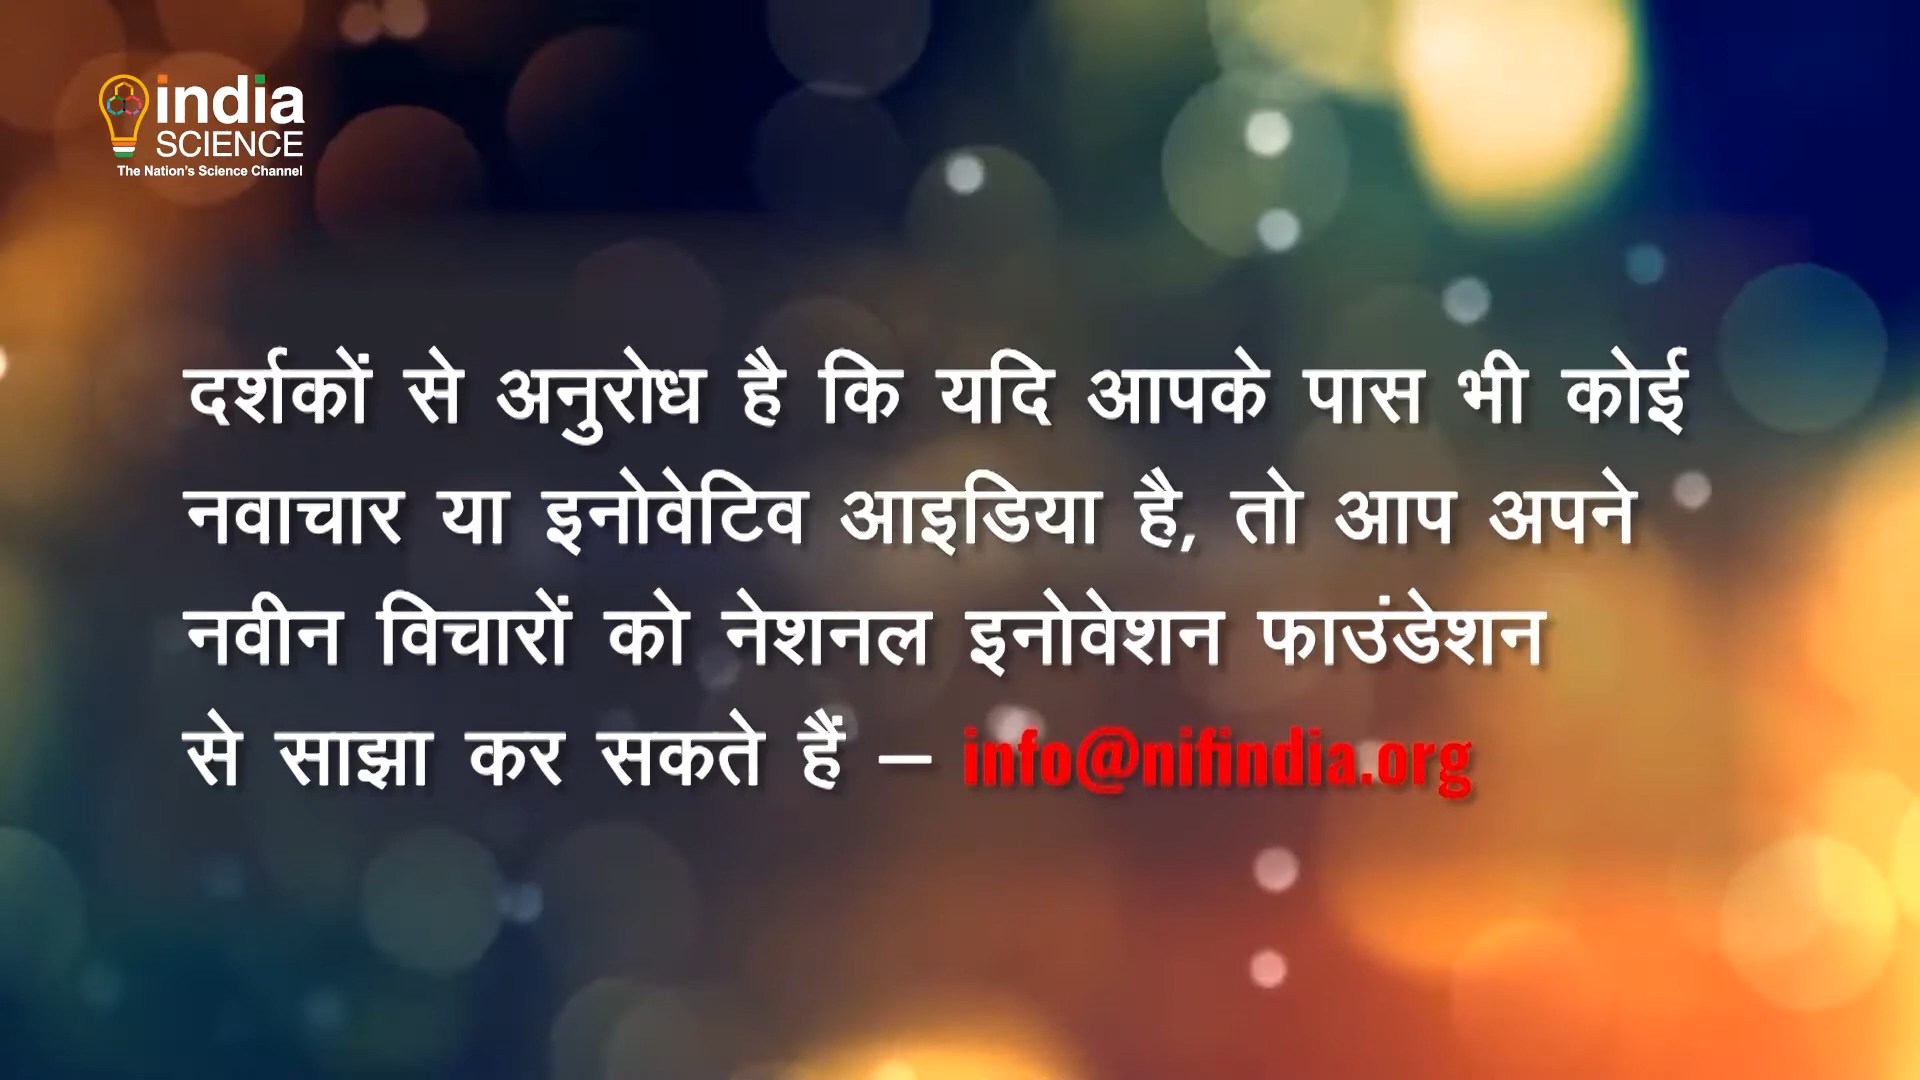 india
SCIENCE
The Nation's Science Channel
दर्शकों से अनुरोध है कि यदि आपके पास भी कोई
नवाचार या इनोवेटिव आइडिया है, तो आप अपने
नवीन विचारों को नेशनल इनोवेशन फाउंडेशन
से साझा कर सकते हैं – info@nifindia.org